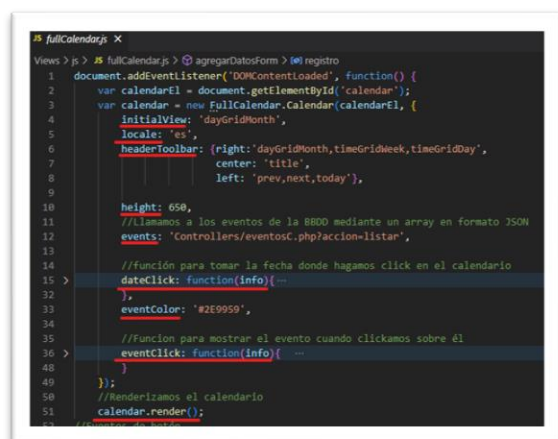 JS fullCalendar.js ×
Views > js > JS fullCalendar.js > agregarDatosForm > registro
1 document.addEventListener('DOMContentLoaded', function() {
2 var calendarEl = document.getElementById('calendar');
3 var calendar = new FullCalendar.Calendar(calendarEl, {
4 initialView: 'dayGridMonth',
5 locale: 'es',
6 headerToolbar: {right:'dayGridMonth,timeGridWeek,timeGridDay',
7 center: 'title',
8 left: 'prev,next,today'},
9
10 height: 650,
11 //Llamamos a los eventos de la BBDD mediante un array en formato JSON
12 events: 'Controllers/eventosC.php?accion=listar',
13
14 //función para tomar la fecha donde hagamos click en el calendario
15 > dateClick: function(info){ ···
32 },
33 eventColor: '#2E9959',
34
35 //Funcion para mostrar el evento cuando clickamos sobre él
36 > eventClick: function(info){ ···
48 }
49 });
50 //Renderizamos el calendario
51 calendar.render();
52 //Eventos de botón